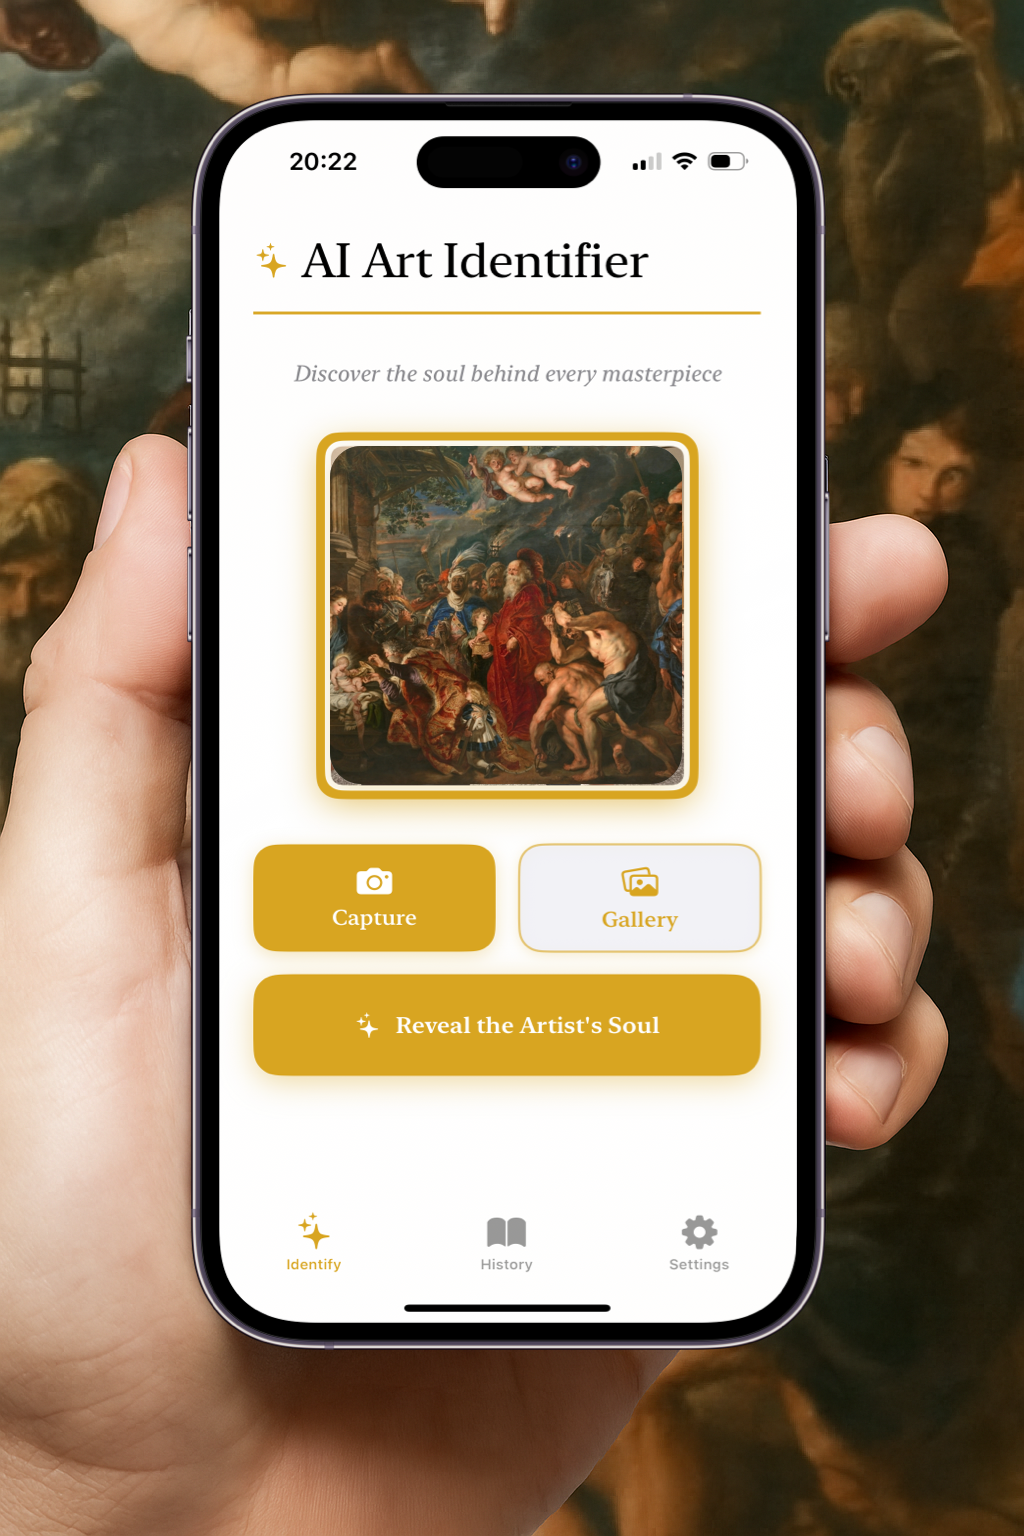 20:22
AI Art Identifier
Discover the soul behind every masterpiece
Capture
Gallery
Reveal the Artist's Soul
Identify
History
Settings